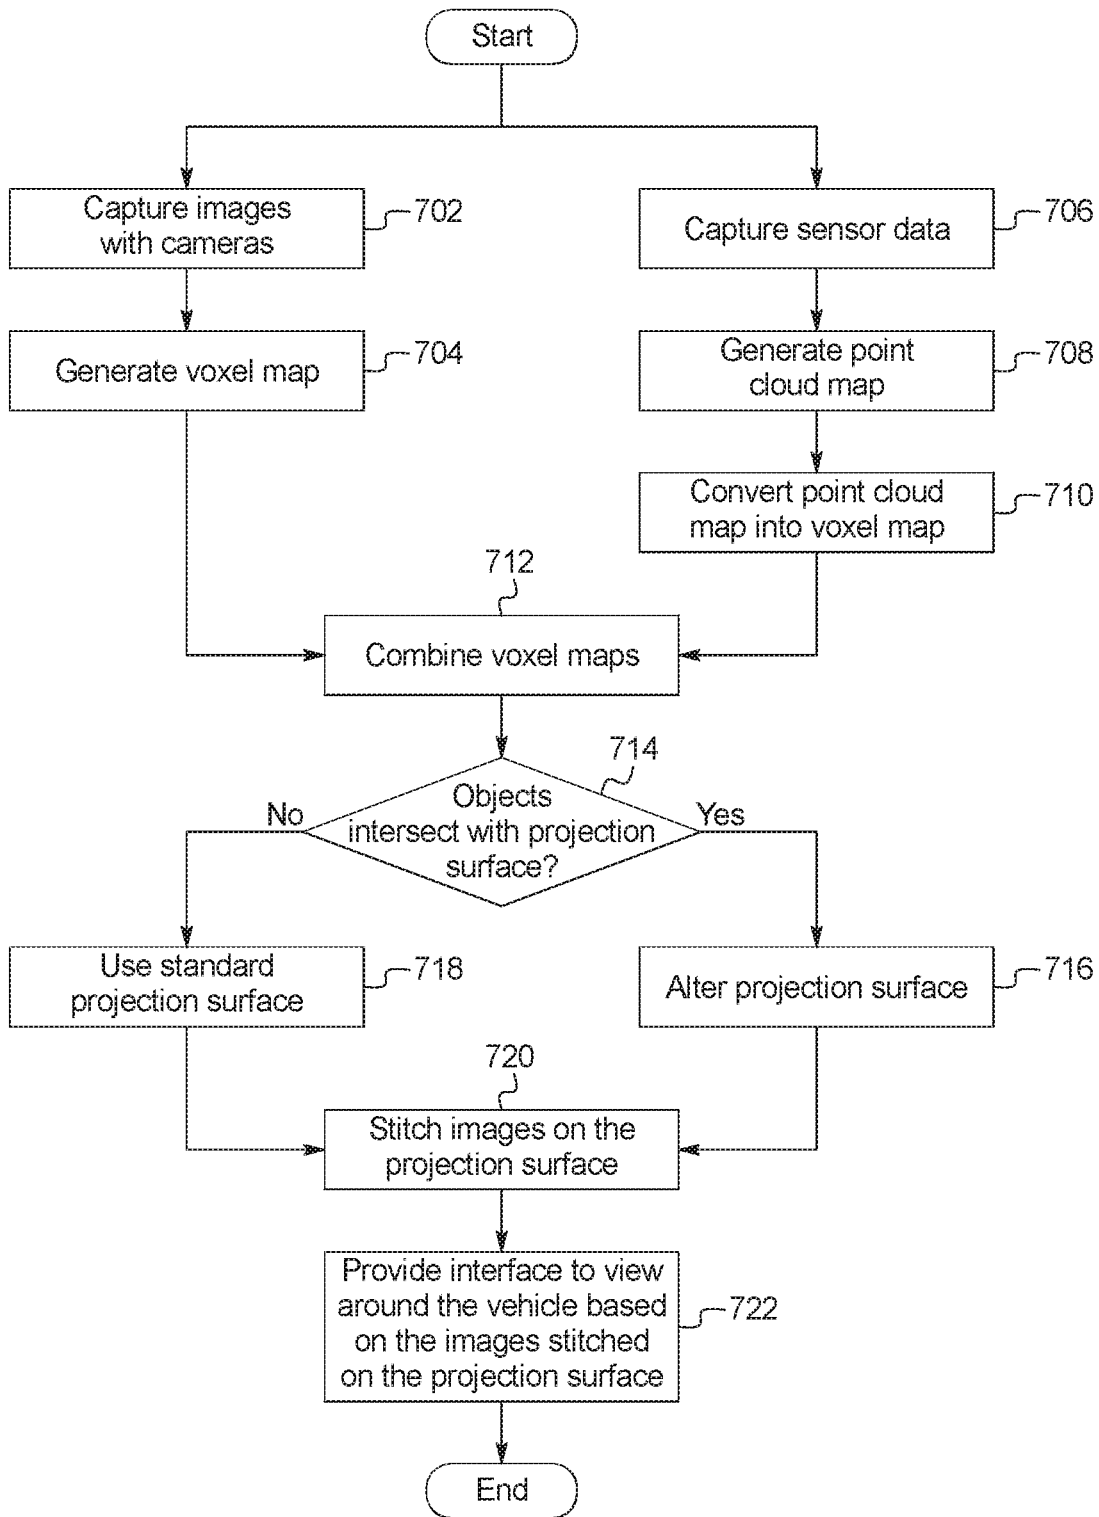 Start
Capture images
with cameras
702
Capture sensor data
706
Generate voxel map
704
Generate point
cloud map
708
Convert point cloud
map into voxel map
710
712
Combine voxel maps
714
Objects
intersect with projection
surface?
No
Yes
Use standard
projection surface
718
Alter projection surface
716
720
Stitch images on the
projection surface
Provide interface to view
around the vehicle based
on the images stitched
on the projection surface
722
End